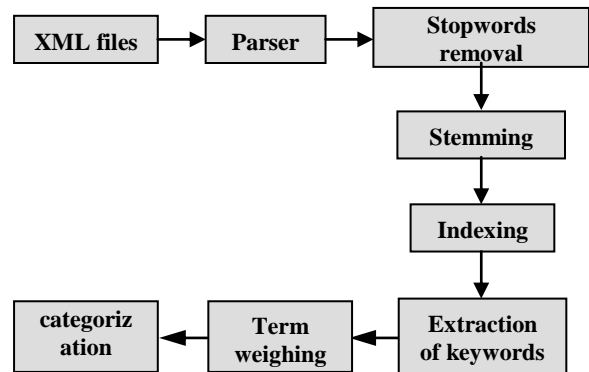 XML files
Parser
Stopwords
removal
Stemming
Indexing
Extraction
of keywords
Term
weighing
categoriz
ation